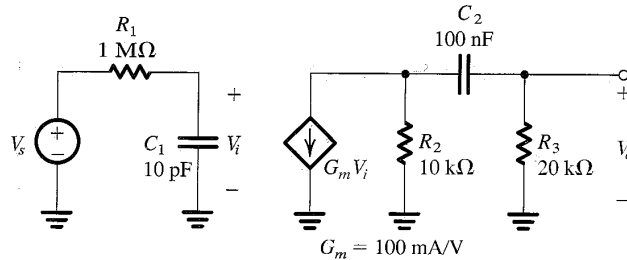 R1
1 MΩ
C2
100 nF
+
Vs
+
−
C1
10 pF
Vi
−
GmVi
R2
10 kΩ
R3
20 kΩ
+
−
Gm = 100 mA/V